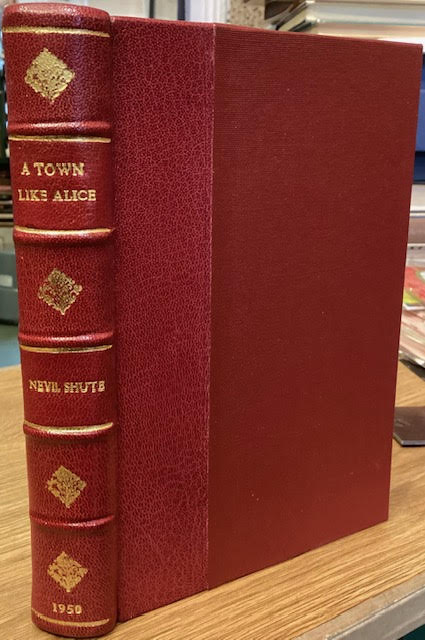 A TOWN
LIKE ALICE
NEVIL SHUTE
1950